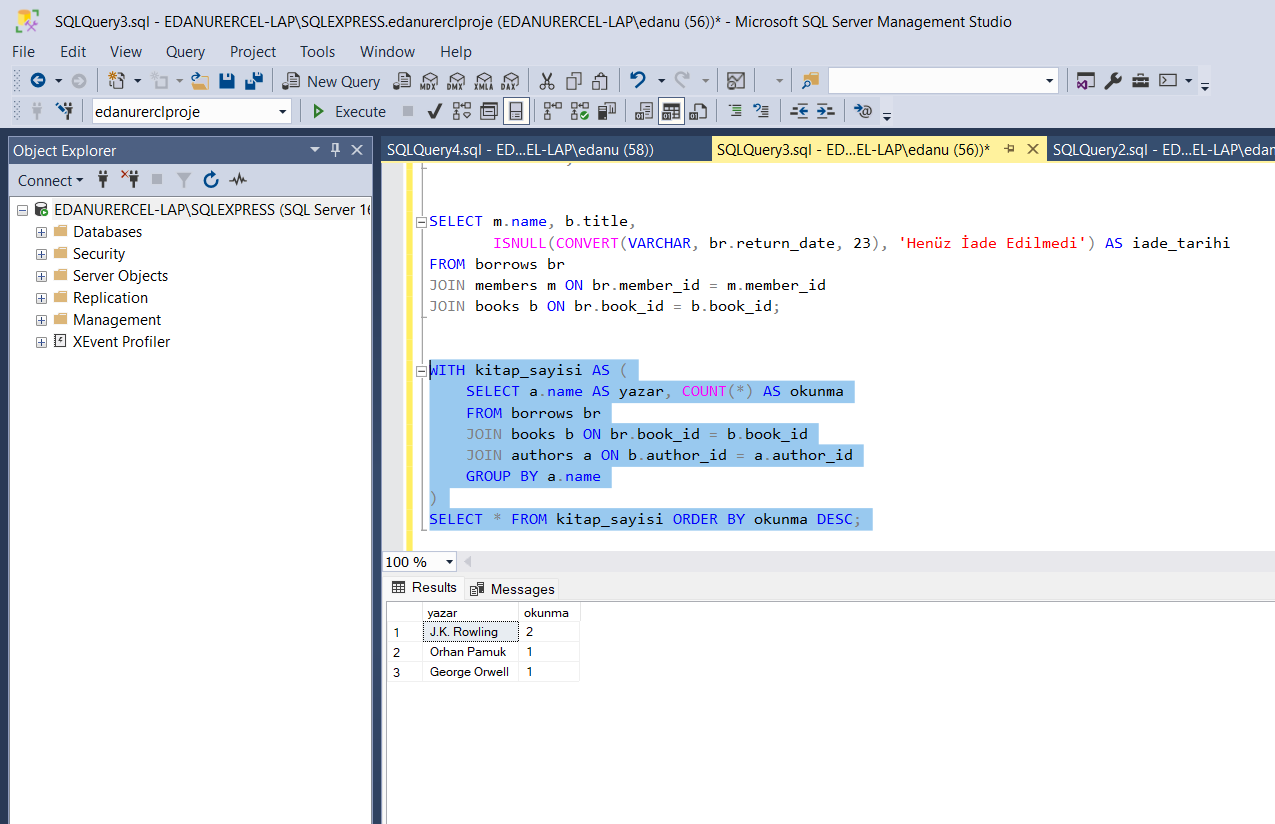 SQLQuery3.sql - EDANURERCEL-LAP\SQLEXPRESS.edanurerclproje (EDANURERCEL-LAP\edanu (56))* - Microsoft SQL Server Management Studio
File Edit View Query Project Tools Window Help
New Query MDX DMX XMLA DAX
edanurerclproje Execute
Object Explorer
Connect
EDANURERCEL-LAP\SQLEXPRESS (SQL Server 16
Databases
Security
Server Objects
Replication
Management
XEvent Profiler
SQLQuery4.sql - ED...EL-LAP\edanu (58)) SQLQuery3.sql - ED...EL-LAP\edanu (56))* SQLQuery2.sql - ED...EL-LAP\edan
SELECT m.name, b.title,
ISNULL(CONVERT(VARCHAR, br.return_date, 23), 'Henüz İade Edilmedi') AS iade_tarihi
FROM borrows br
JOIN members m ON br.member_id = m.member_id
JOIN books b ON br.book_id = b.book_id;
WITH kitap_sayisi AS (
SELECT a.name AS yazar, COUNT(*) AS okunma
FROM borrows br
JOIN books b ON br.book_id = b.book_id
JOIN authors a ON b.author_id = a.author_id
GROUP BY a.name
)
SELECT * FROM kitap_sayisi ORDER BY okunma DESC;
100 %
Results Messages
yazar okunma
1 J.K. Rowling 2
2 Orhan Pamuk 1
3 George Orwell 1